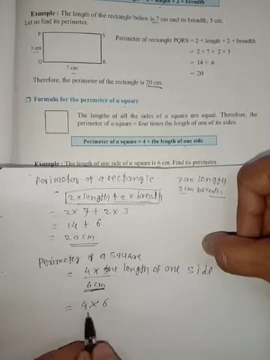 Example : The length of the rectangle below is 7 cm and its breadth, 3 cm.
Let us find its perimeter.
P
S
3 cm
Q
R
7 cm
Perimeter of rectangle PQRS = 2 × length + 2 × breadth
= 2 × 7 + 2 × 3
= 14 + 6
= 20
Therefore, the perimeter of the rectangle is 20 cm.
Formula for the perimeter of a square
The lengths of all the sides of a square are equal. Therefore, the
perimeter of a square = four times the length of one of its sides.
Perimeter of a square = 4 × the length of one side
Example : The length of one side of a square is 6 cm. Find its perimeter.
Perimeter of a rectangle
7cm length
= 2×length+2×breath
3cm
= 2×7+2×3
= 14+6
= 20cm
Perimeter of a square
= 4× the length of one side
6cm
= 4×6